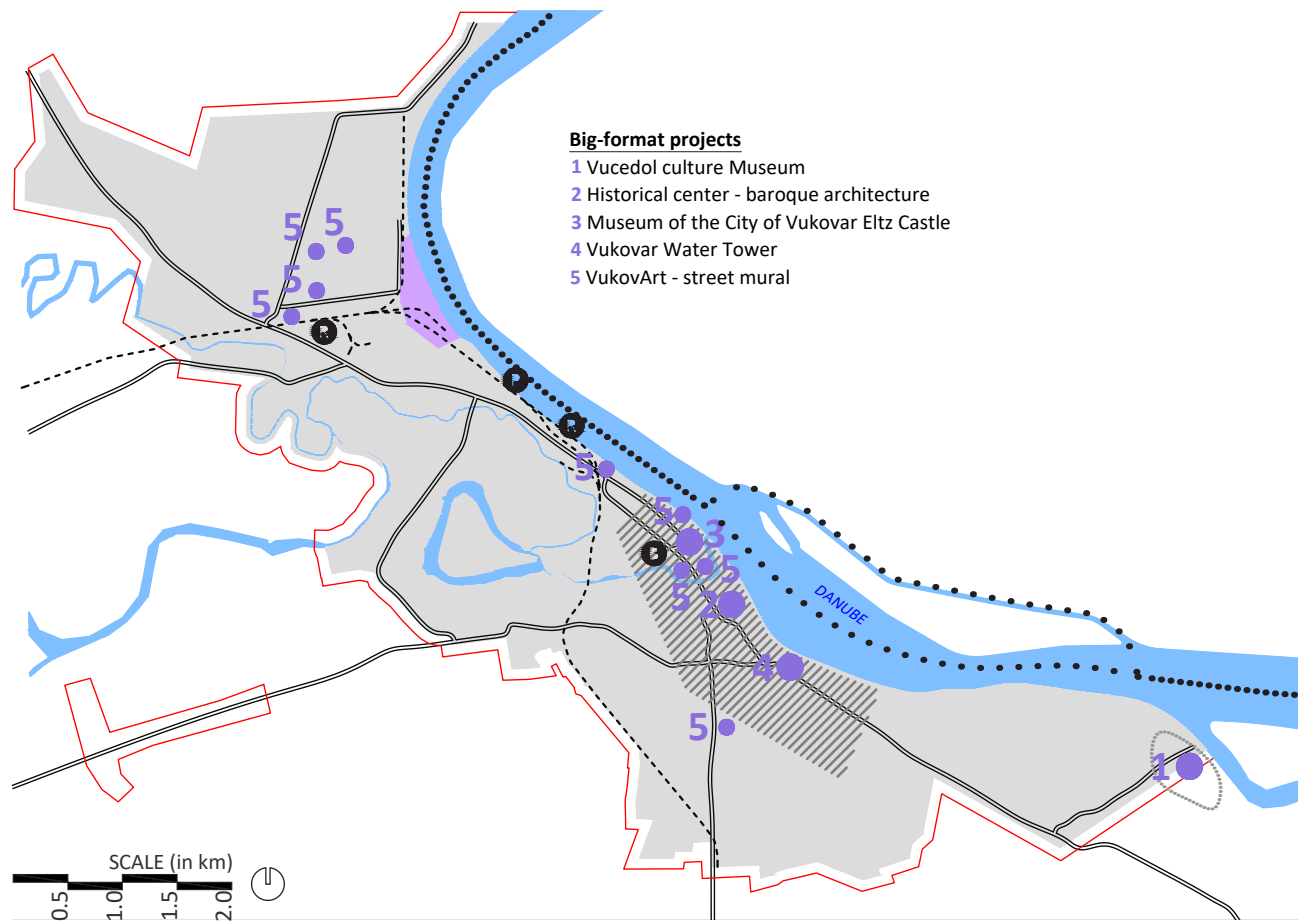 Big-format projects
1 Vucedol culture Museum
2 Historical center - baroque architecture
3 Museum of the City of Vukovar Eltz Castle
4 Vukovar Water Tower
5 VukovArt - street mural
5
5
5
5
R
P
R
5
5
3
B
5
5
2
DANUBE
4
5
1
SCALE (in km)
0.5
1.0
1.5
2.0